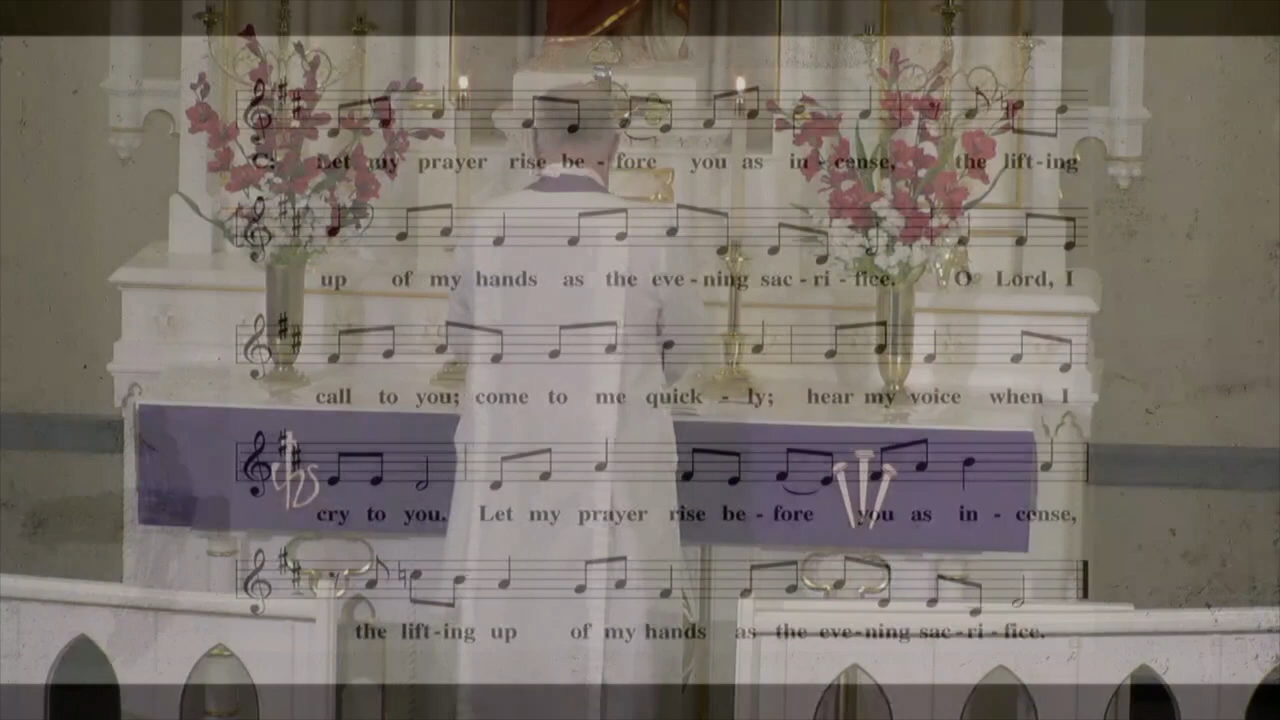 C: Let my prayer rise be - fore you as in - cense, the lift-ing
up of my hands as the eve - ning sac - ri - fice. O Lord, I
call to you; come to me quick - ly; hear my voice when I
cry to you. Let my prayer rise be - fore you as in - cense,
the lift-ing up of my hands as the eve-ning sac-ri - fice.